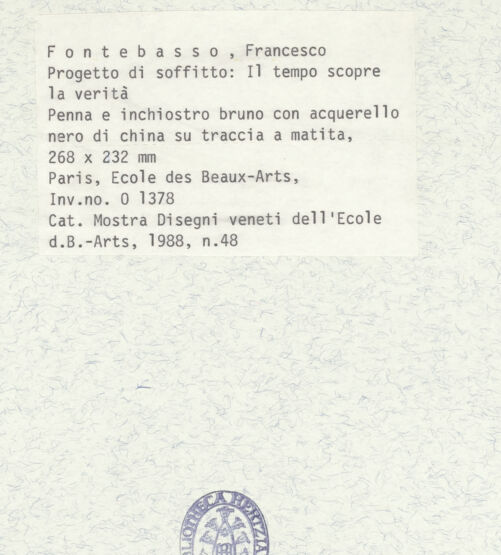 F o n t e b a s s o , Francesco
Progetto di soffitto: Il tempo scopre
la verità
Penna e inchiostro bruno con acquerello
nero di china su traccia a matita,
268 x 232 mm
Paris, Ecole des Beaux-Arts,
Inv.no. O 1378
Cat. Mostra Disegni veneti dell'Ecole
d.B.-Arts, 1988, n.48
BLIOTHECA HERTZIA